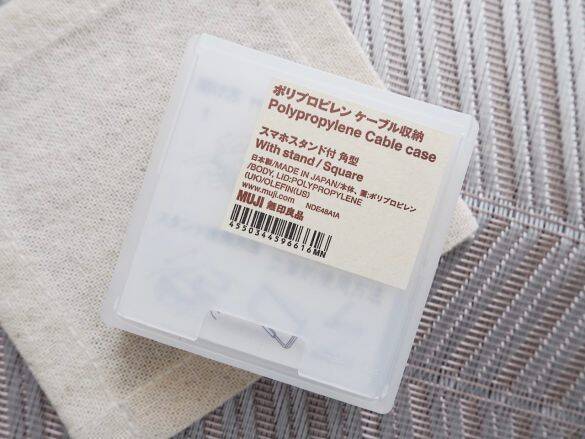 ポリプロピレン ケーブル収納
Polypropylene Cable case
スマホスタンド付 角型
With stand / Square
日本製/MADE IN JAPAN/本体、蓋:ポリプロピレン
/BODY, LID:POLYPROPYLENE
(UK)/OLEFIN(US)
www.muji.com NDE48A1A
MUJI 無印良品
4550344596616MN